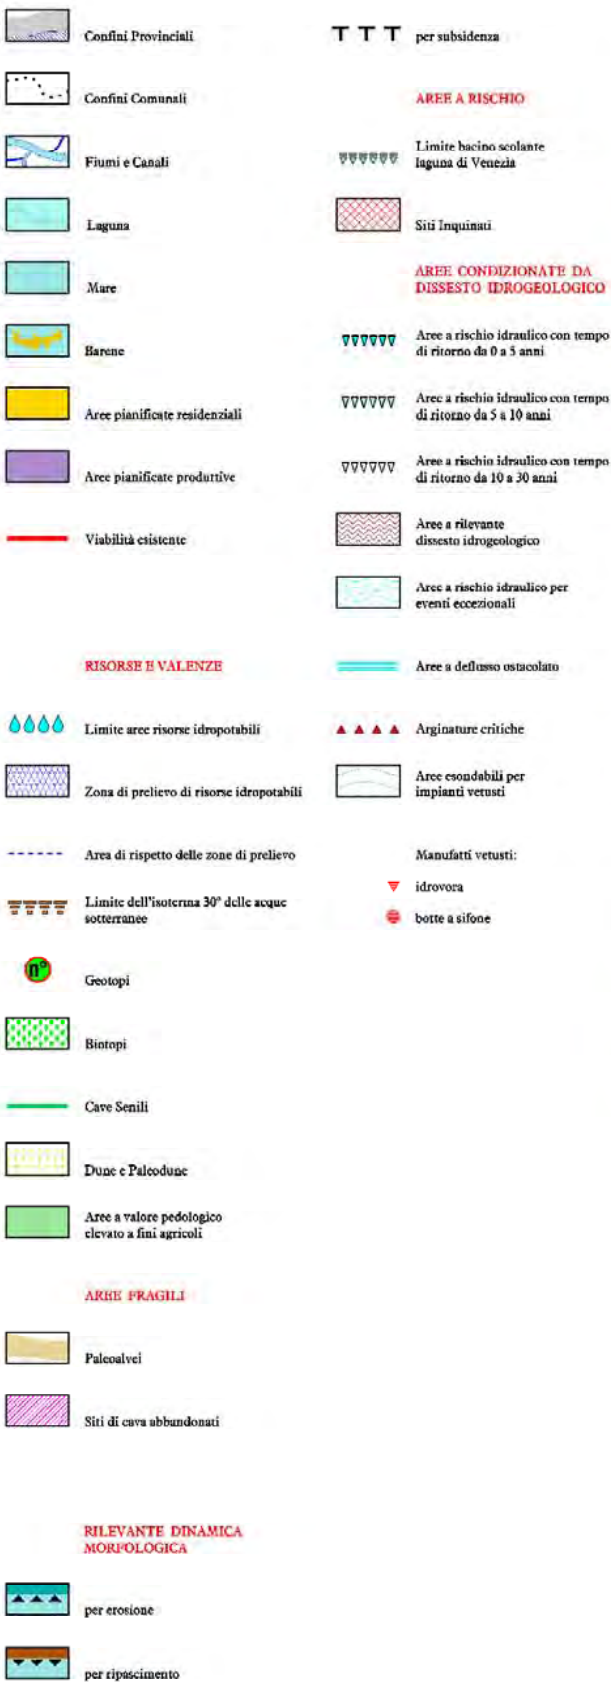 Confini Provinciali
Confini Comunali
Fiumi e Canali
Laguna
Mare
Barene
Aree pianificate residenziali
Aree pianificate produttive
Viabilità esistente
RISORSE E VALENZE
Limite aree risorse idropotabili
Zona di prelievo di risorse idropotabili
Area di rispetto delle zone di prelievo
Limite dell'isoterma 30° delle acque
sotterranee
n°
Geotopi
Biotopi
Cave Senili
Dune e Paleodune
Aree a valore pedologico
elevato a fini agricoli
AREE FRAGILI
Paleoalvei
Siti di cava abbandonati
RILEVANTE DINAMICA
MORFOLOGICA
per erosione
per ripascimento
T T T per subsidenza
AREE A RISCHIO
Limite bacino scolante
laguna di Venezia
Siti Inquinati
AREE CONDIZIONATE DA
DISSESTO IDROGEOLOGICO
Aree a rischio idraulico con tempo
di ritorno da 0 a 5 anni
Aree a rischio idraulico con tempo
di ritorno da 5 a 10 anni
Aree a rischio idraulico con tempo
di ritorno da 10 a 30 anni
Aree a rilevante
dissesto idrogeologico
Aree a rischio idraulico per
eventi eccezionali
Aree a deflusso ostacolato
Arginature critiche
Aree esondabili per
impianti vetusti
Manufatti vetusti:
idrovora
botte a sifone